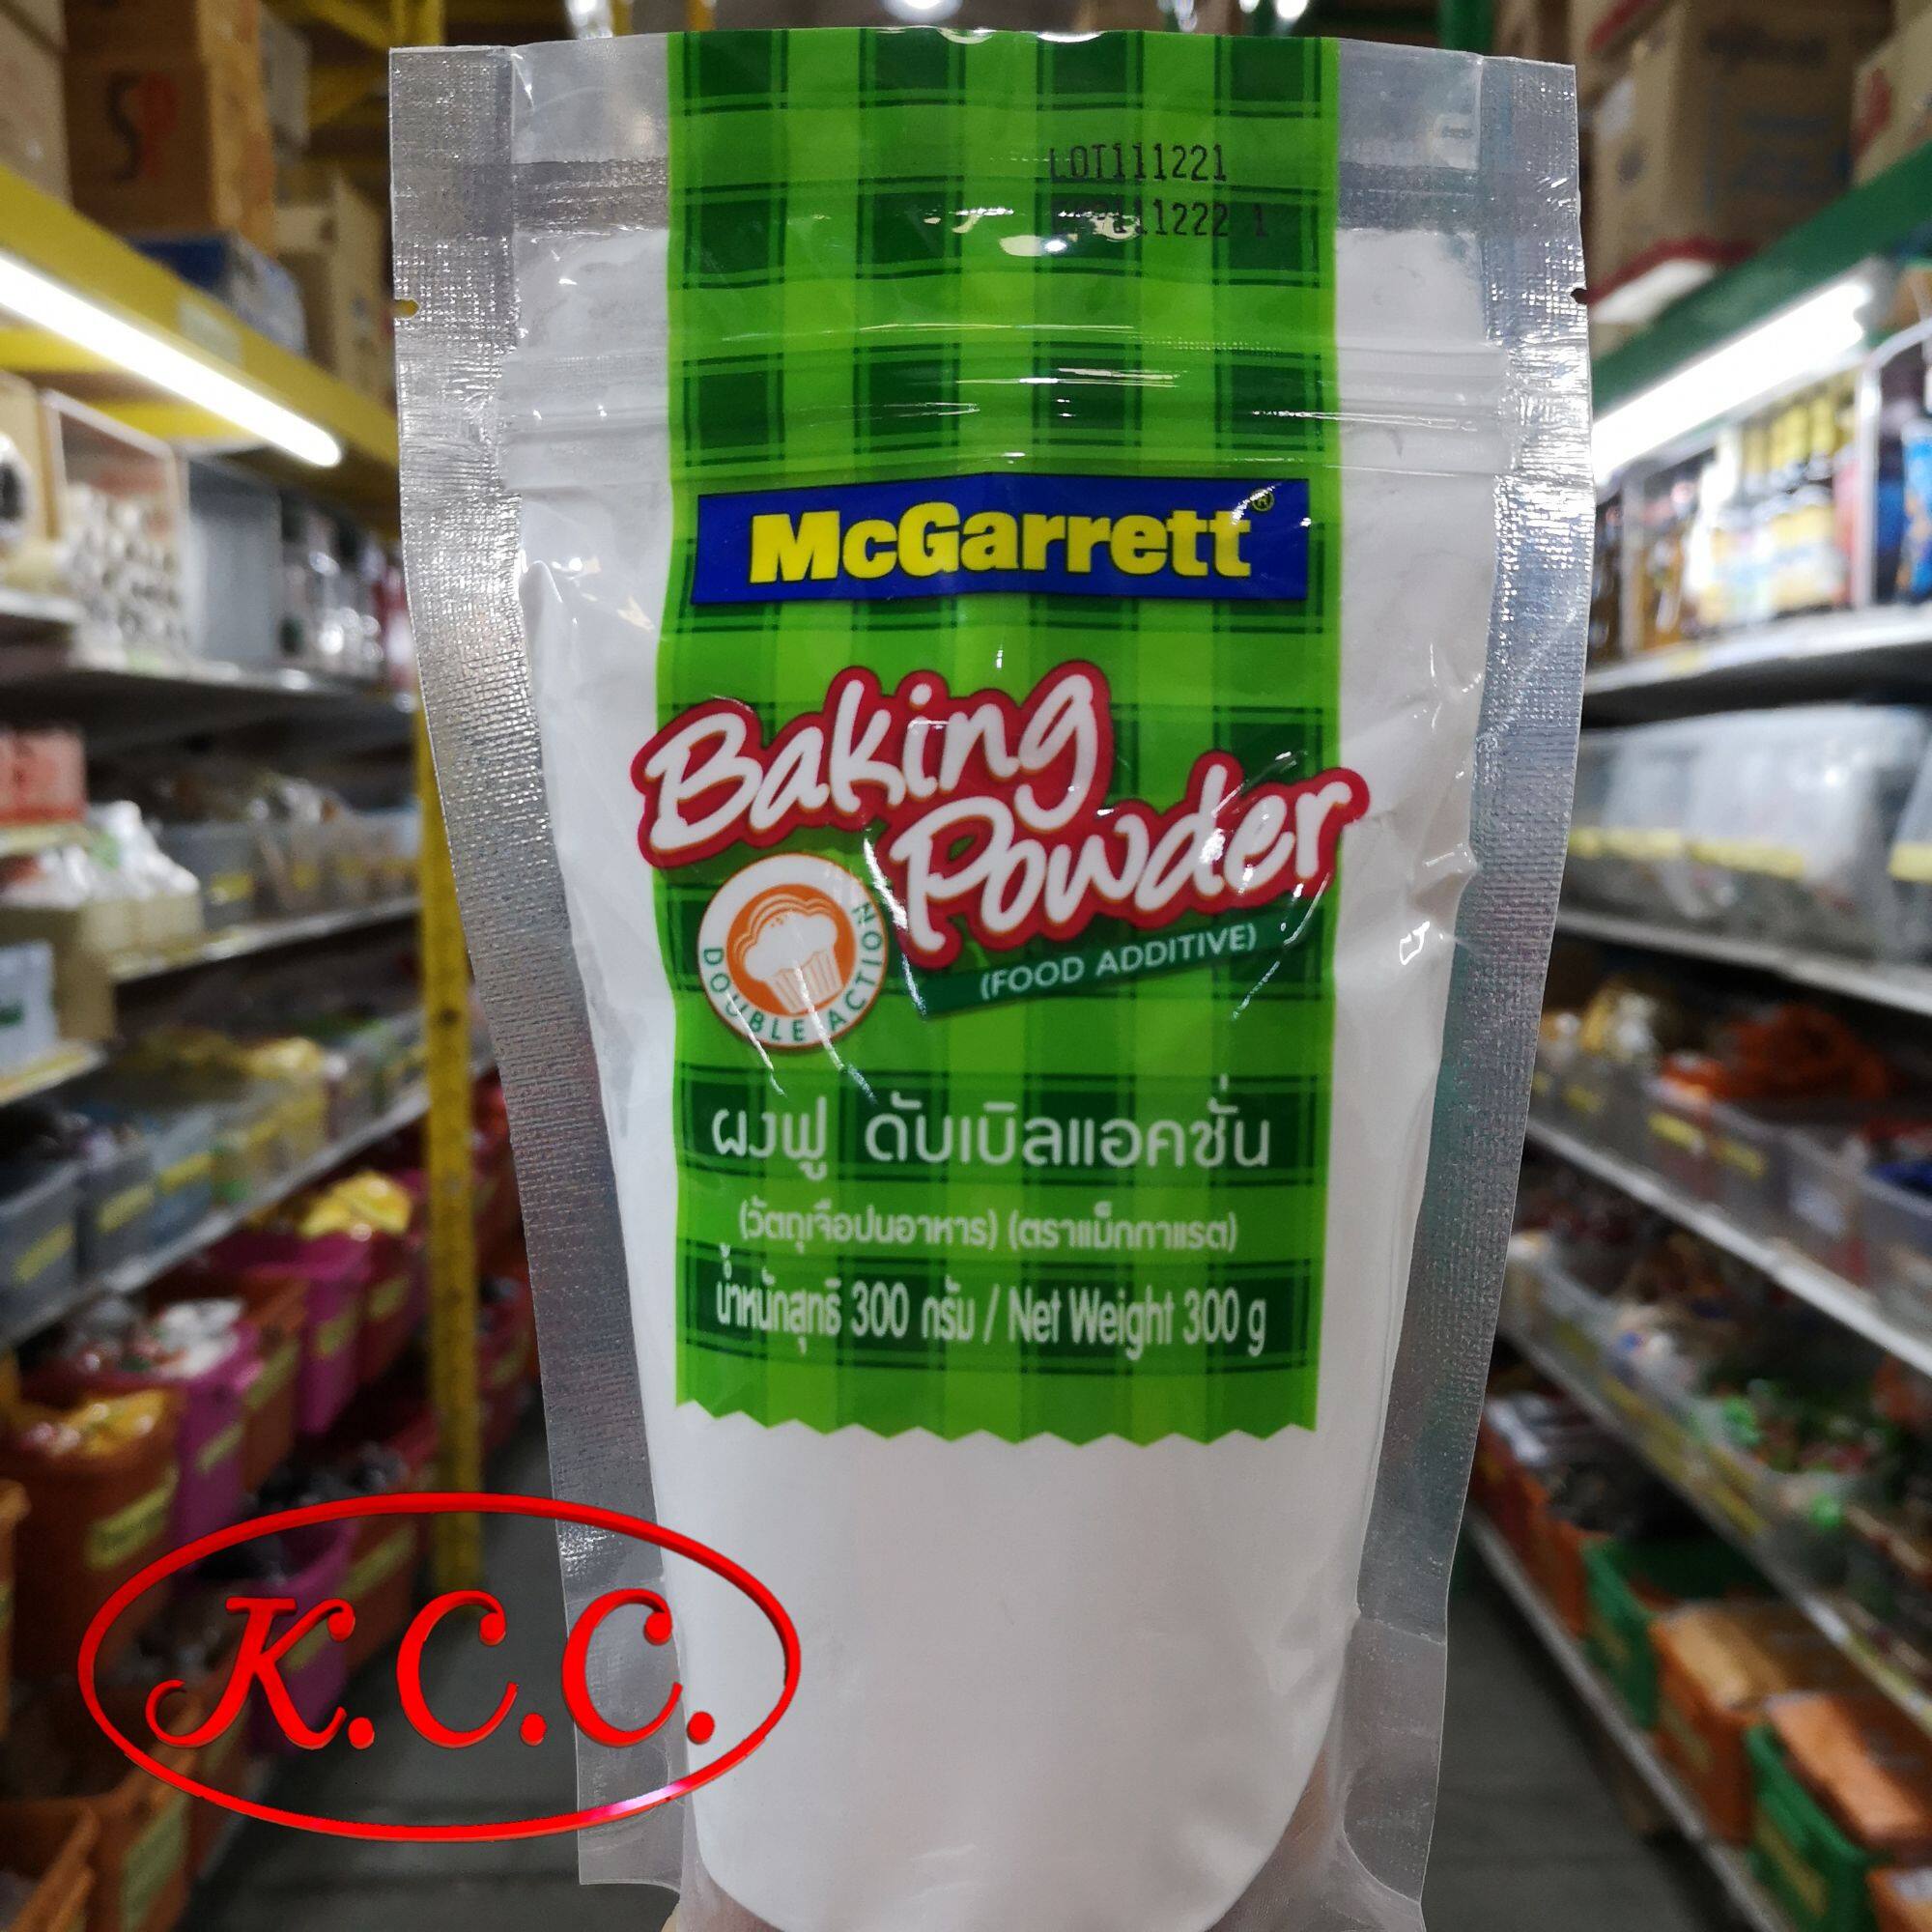 LOT111221
EXP111222 1
McGarrett®
Baking
Powder
DOUBLE ACTION
(FOOD ADDITIVE)
ผงฟู ดับเบิลแอคชั่น
(วัตถุเจือปนอาหาร) (ตราแม็กกาแรต)
น้ำหนักสุทธิ 300 กรัม / Net Weight 300 g
K.C.C.